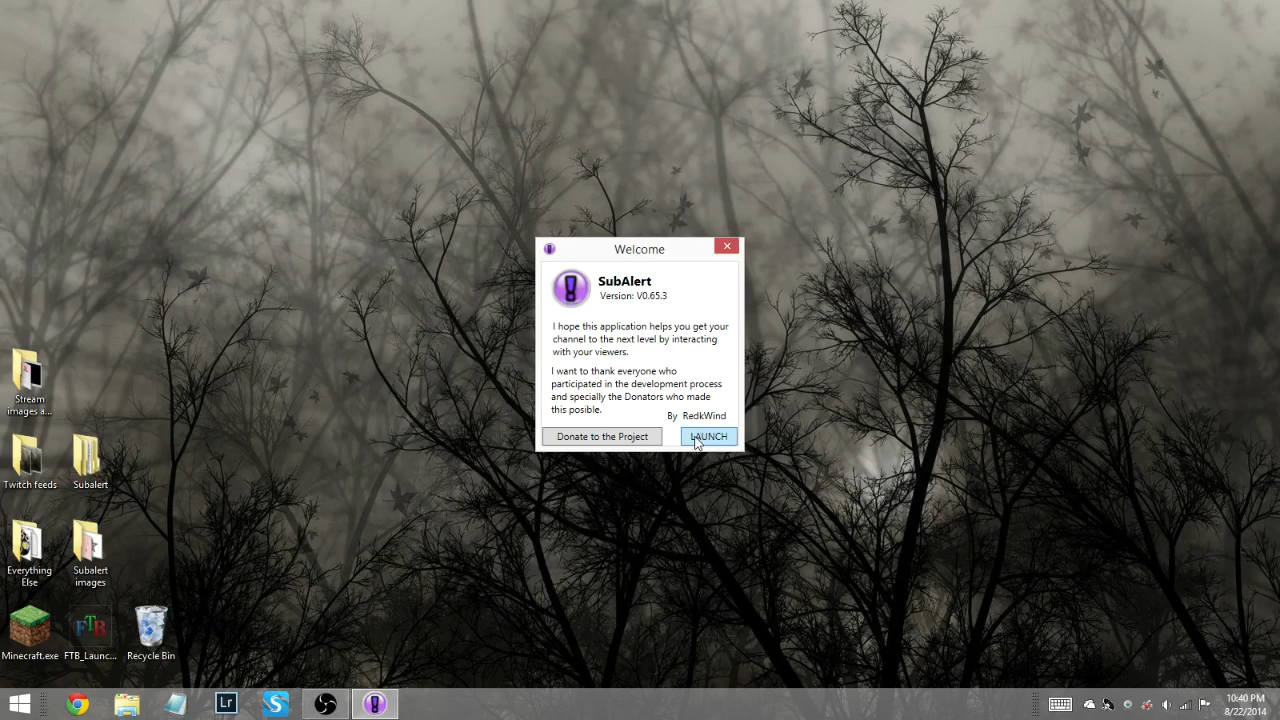 Welcome
SubAlert
Version: V0.65.3
I hope this application helps you get your
channel to the next level by interacting
with your viewers.
I want to thank everyone who
participated in the development process
and specially the Donators who made
this posible.
By RedkWind
Donate to the Project
LAUNCH
Stream
images a...
Twitch feeds
Subalert
Everything
Else
Subalert
images
Minecraft.exe
FTB_Launc...
Recycle Bin
FTB
Lr
S
10:40 PM
8/22/2014